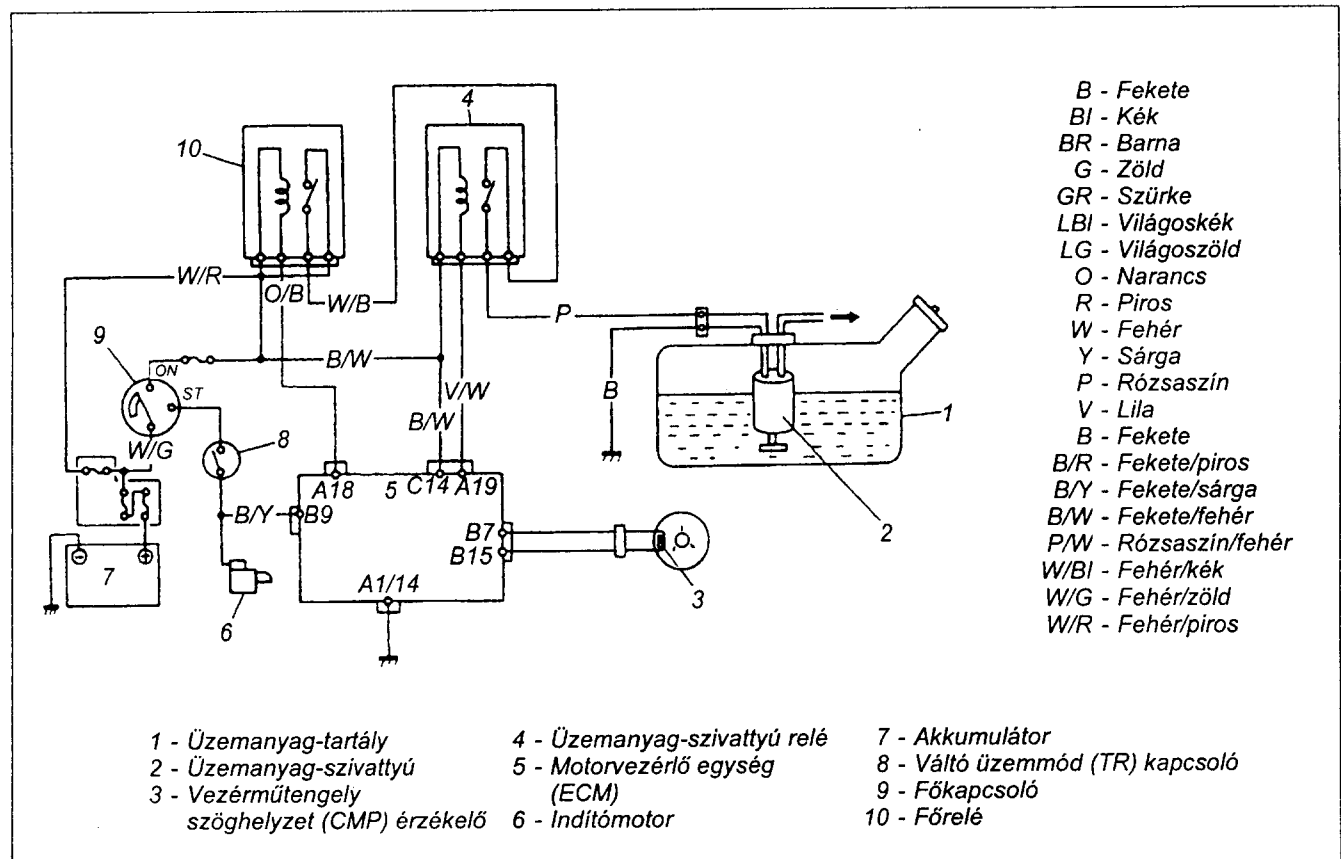 4
10
W/R
O/B
W/B
P
9
ON
B/W
ST
V/W
B
1
B/W
W/G
8
A18
5
C14
A19
B/Y
B9
B7
2
B15
7
A1/14
3
6
B - Fekete
Bl - Kék
BR - Barna
G - Zöld
GR - Szürke
LBl - Világoskék
LG - Világoszöld
O - Narancs
R - Piros
W - Fehér
Y - Sárga
P - Rózsaszín
V - Lila
B - Fekete
B/R - Fekete/piros
B/Y - Fekete/sárga
B/W - Fekete/fehér
P/W - Rózsaszín/fehér
W/Bl - Fehér/kék
W/G - Fehér/zöld
W/R - Fehér/piros
1 - Üzemanyag-tartály
2 - Üzemanyag-szivattyú
3 - Vezérműtengely
szöghelyzet (CMP) érzékelő
4 - Üzemanyag-szivattyú relé
5 - Motorvezérlő egység
(ECM)
6 - Indítómotor
7 - Akkumulátor
8 - Váltó üzemmód (TR) kapcsoló
9 - Főkapcsoló
10 - Főrelé